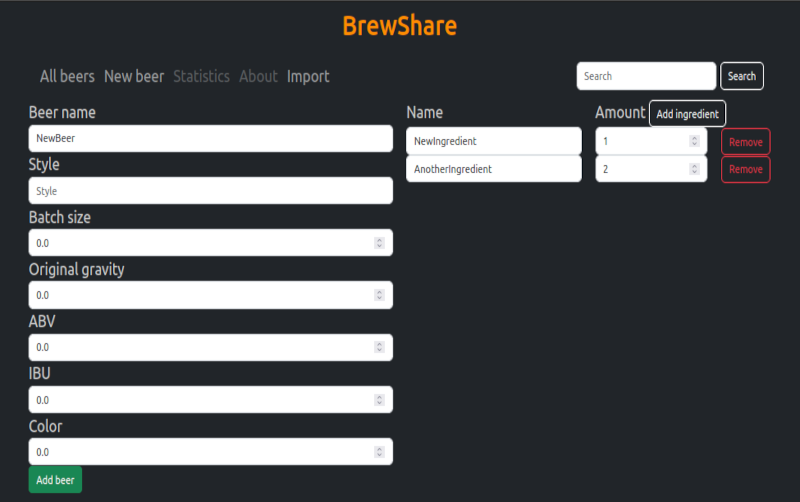 BrewShare
All beers New beer Statistics About Import Search Search
Beer name
NewBeer
Style
Style
Batch size
0.0
Original gravity
0.0
ABV
0.0
IBU
0.0
Color
0.0
Add beer
Name Amount Add ingredient
NewIngredient 1 Remove
AnotherIngredient 2 Remove